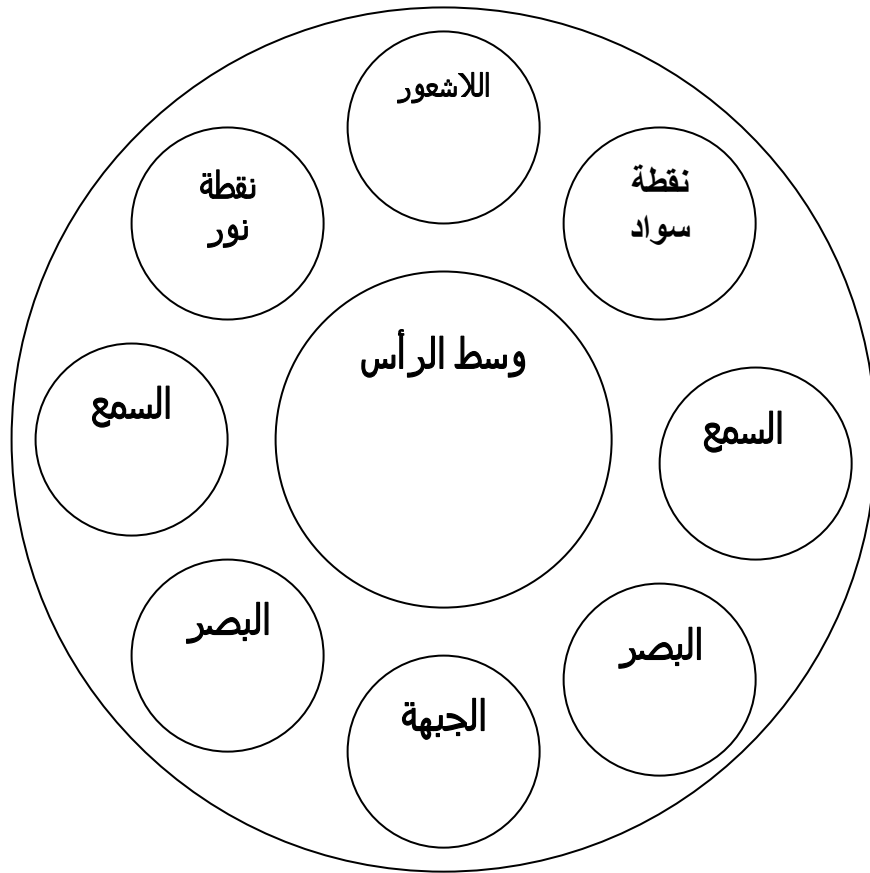 اللاشعور
نقطة
سواد
نقطة
نور
وسط الرأس
السمع
السمع
البصر
البصر
الجبهة